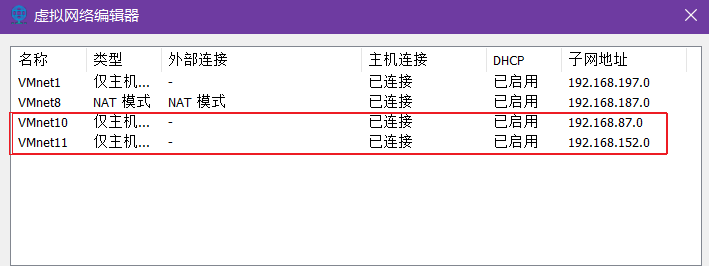 虚拟网络编辑器
名称 类型 外部连接 主机连接 DHCP 子网地址
VMnet1 仅主机... - 已连接 已启用 192.168.197.0
VMnet8 NAT 模式 NAT 模式 已连接 已启用 192.168.187.0
VMnet10 仅主机... - 已连接 已启用 192.168.87.0
VMnet11 仅主机... - 已连接 已启用 192.168.152.0